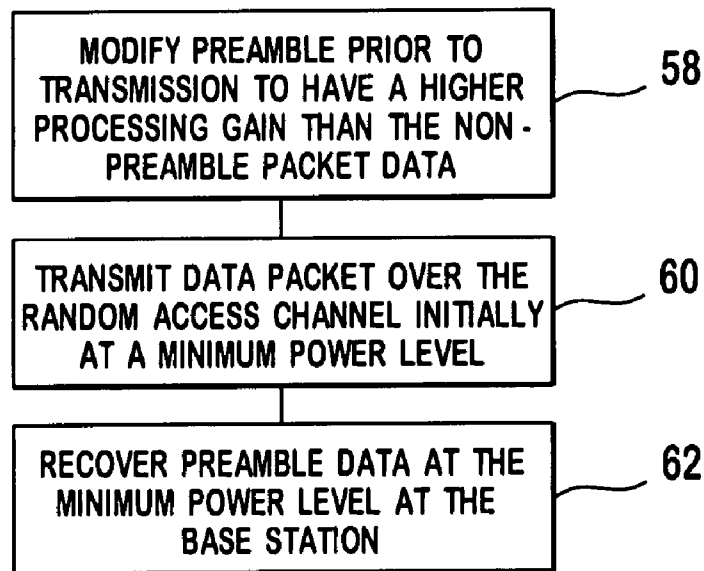 MODIFY PREAMBLE PRIOR TO
TRANSMISSION TO HAVE A HIGHER
PROCESSING GAIN THAN THE NON -
PREAMBLE PACKET DATA
58
TRANSMIT DATA PACKET OVER THE
RANDOM ACCESS CHANNEL INITIALLY
AT A MINIMUM POWER LEVEL
60
RECOVER PREAMBLE DATA AT THE
MINIMUM POWER LEVEL AT THE
BASE STATION
62